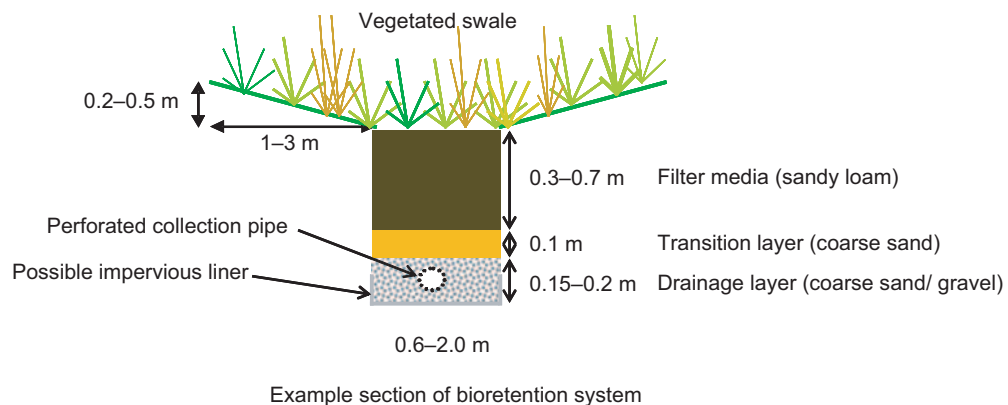 Vegetated swale
0.2–0.5 m
1–3 m
0.3–0.7 m
Filter media (sandy loam)
Perforated collection pipe
0.1 m
Transition layer (coarse sand)
Possible impervious liner
0.15–0.2 m
Drainage layer (coarse sand/ gravel)
0.6–2.0 m
Example section of bioretention system